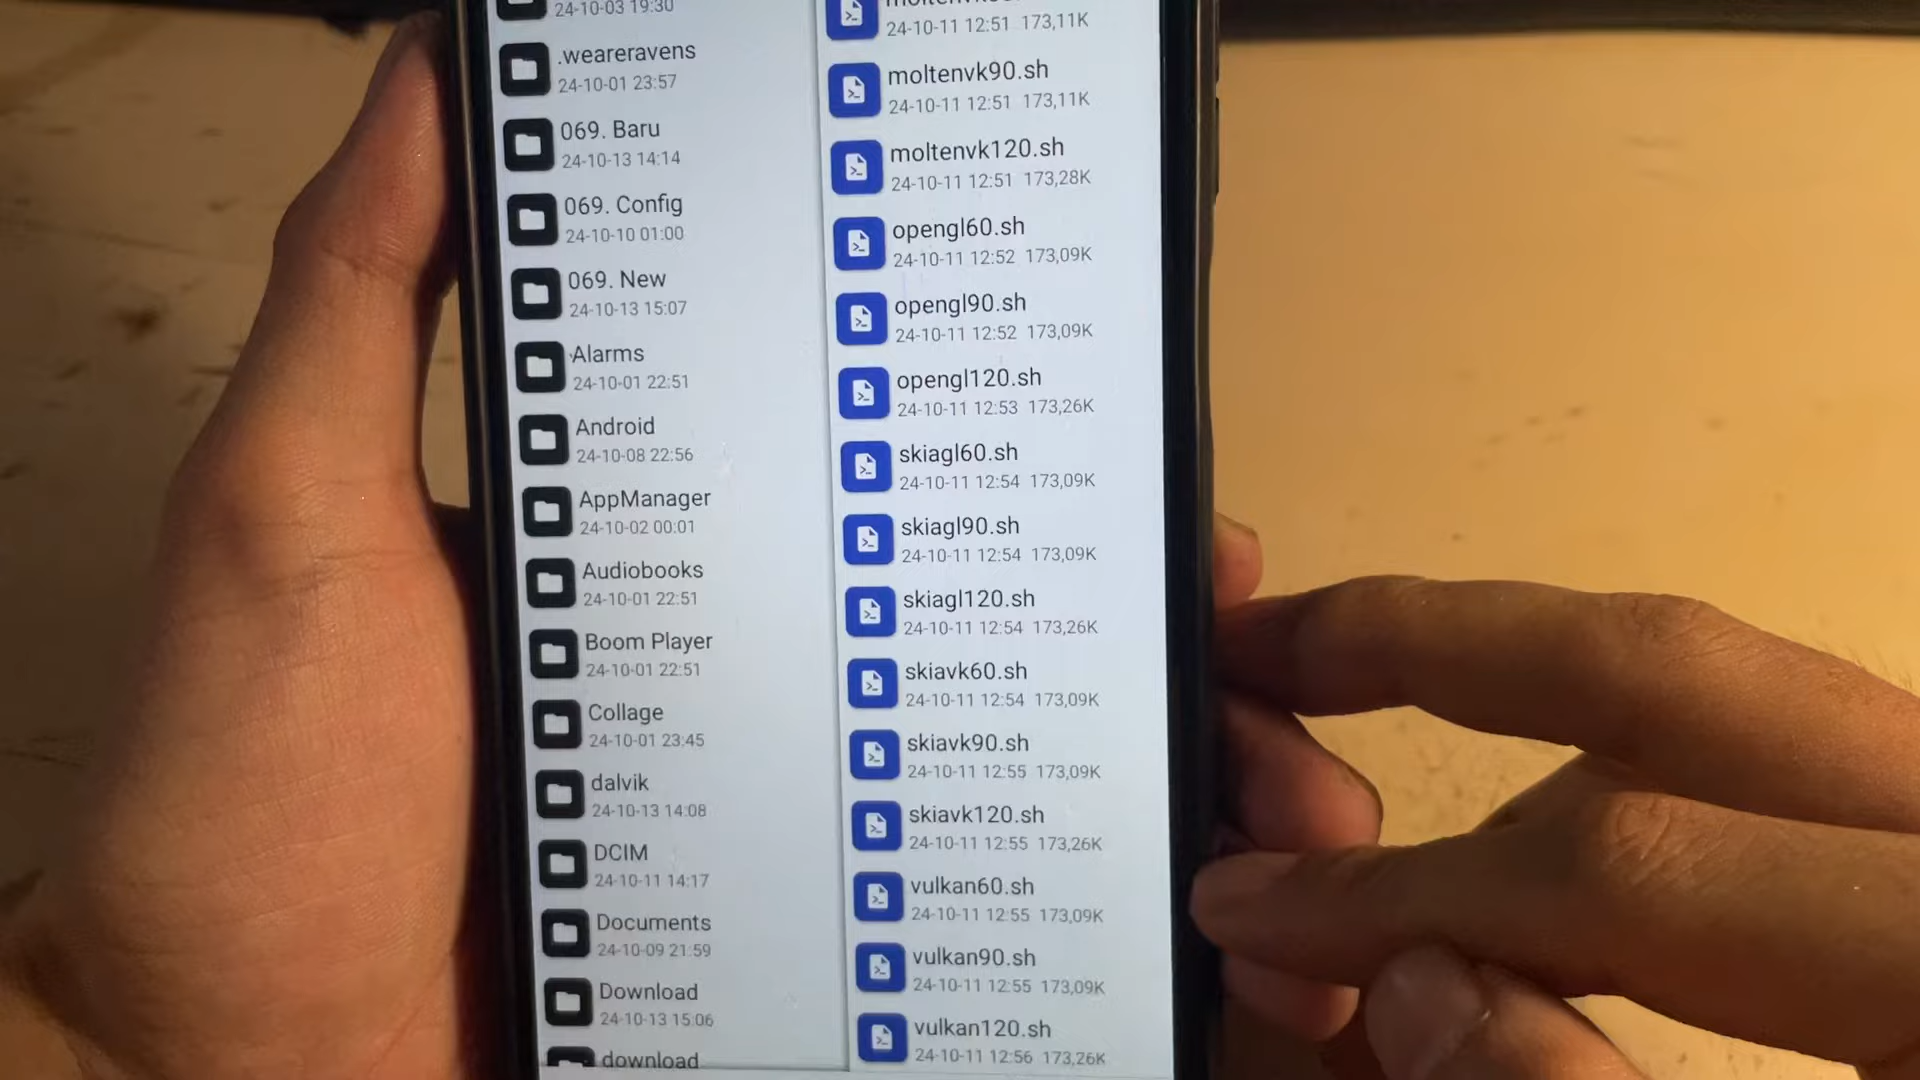 24-10-03 19:30
.weareravens
24-10-01 23:57
069. Baru
24-10-13 14:14
069. Config
24-10-10 01:00
069. New
24-10-13 15:07
Alarms
24-10-01 22:51
Android
24-10-08 22:56
AppManager
24-10-02 00:01
Audiobooks
24-10-01 22:51
Boom Player
24-10-01 22:51
Collage
24-10-01 23:45
dalvik
24-10-13 14:08
DCIM
24-10-11 14:17
Documents
24-10-09 21:59
Download
24-10-13 15:06
download
24-10-11 12:51 173,11K
moltenvk90.sh
24-10-11 12:51 173,11K
moltenvk120.sh
24-10-11 12:51 173,28K
opengl60.sh
24-10-11 12:52 173,09K
opengl90.sh
24-10-11 12:52 173,09K
opengl120.sh
24-10-11 12:53 173,26K
skiagl60.sh
24-10-11 12:54 173,09K
skiagl90.sh
24-10-11 12:54 173,09K
skiagl120.sh
24-10-11 12:54 173,26K
skiavk60.sh
24-10-11 12:54 173,09K
skiavk90.sh
24-10-11 12:55 173,09K
skiavk120.sh
24-10-11 12:55 173,26K
vulkan60.sh
24-10-11 12:55 173,09K
vulkan90.sh
24-10-11 12:55 173,09K
vulkan120.sh
24-10-11 12:56 173,26K